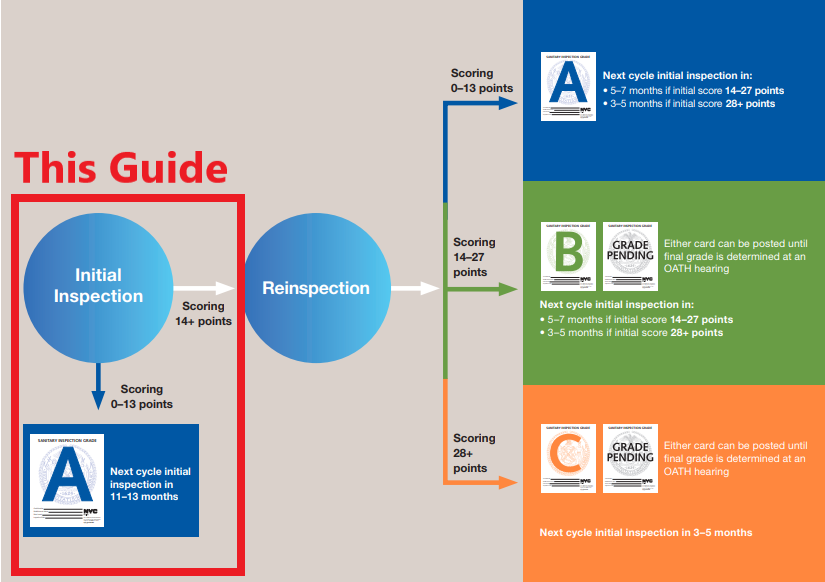 This Guide
Initial
Inspection
Scoring
14+ points
Scoring
0–13 points
SANITARY INSPECTION GRADE
A
NYC
Next cycle initial
inspection in
11–13 months
Reinspection
Scoring
0–13 points
SANITARY INSPECTION GRADE
A
NYC
Next cycle initial inspection in:
• 5–7 months if initial score 14–27 points
• 3–5 months if initial score 28+ points
Scoring
14–27
points
SANITARY INSPECTION GRADE
B
NYC
SANITARY INSPECTION GRADE
GRADE
PENDING
NYC
Either card can be posted until
final grade is determined at an
OATH hearing
Next cycle initial inspection in:
• 5–7 months if initial score 14–27 points
• 3–5 months if initial score 28+ points
Scoring
28+
points
SANITARY INSPECTION GRADE
C
NYC
SANITARY INSPECTION GRADE
GRADE
PENDING
NYC
Either card can be posted until
final grade is determined at an
OATH hearing
Next cycle initial inspection in 3–5 months